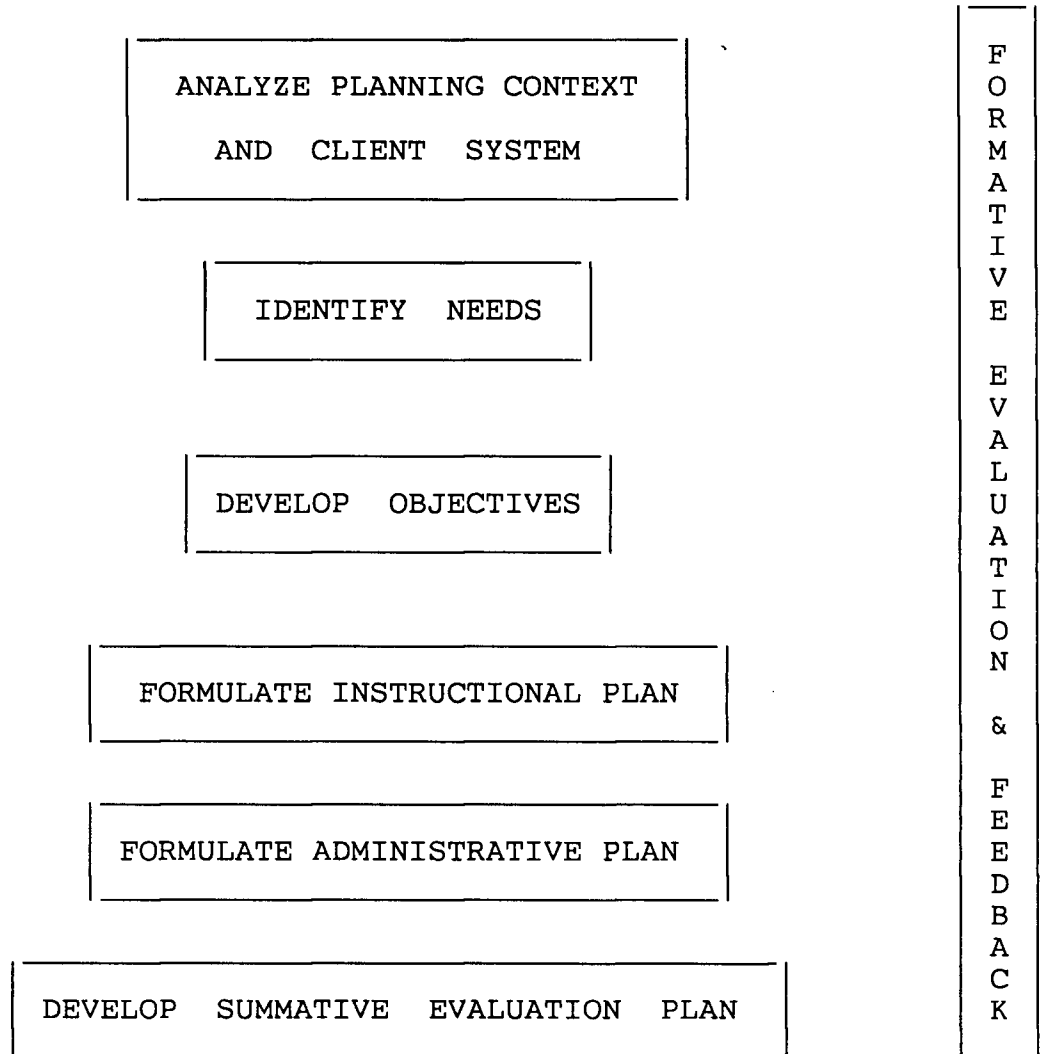 ANALYZE PLANNING CONTEXT
AND CLIENT SYSTEM
IDENTIFY NEEDS
DEVELOP OBJECTIVES
FORMULATE INSTRUCTIONAL PLAN
FORMULATE ADMINISTRATIVE PLAN
DEVELOP SUMMATIVE EVALUATION PLAN
FORMATIVE EVALUATION & FEEDBACK